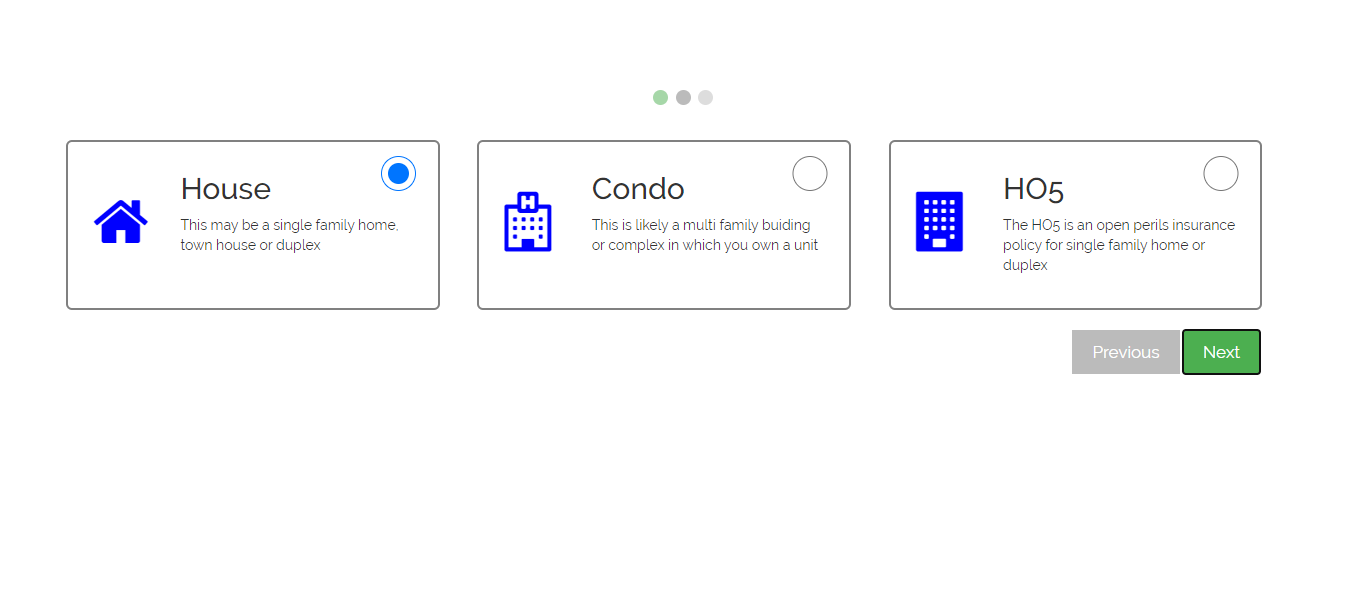 House
This may be a single family home,
town house or duplex
Condo
This is likely a multi family buiding
or complex in which you own a unit
HO5
The HO5 is an open perils insurance
policy for single family home or
duplex
Previous
Next